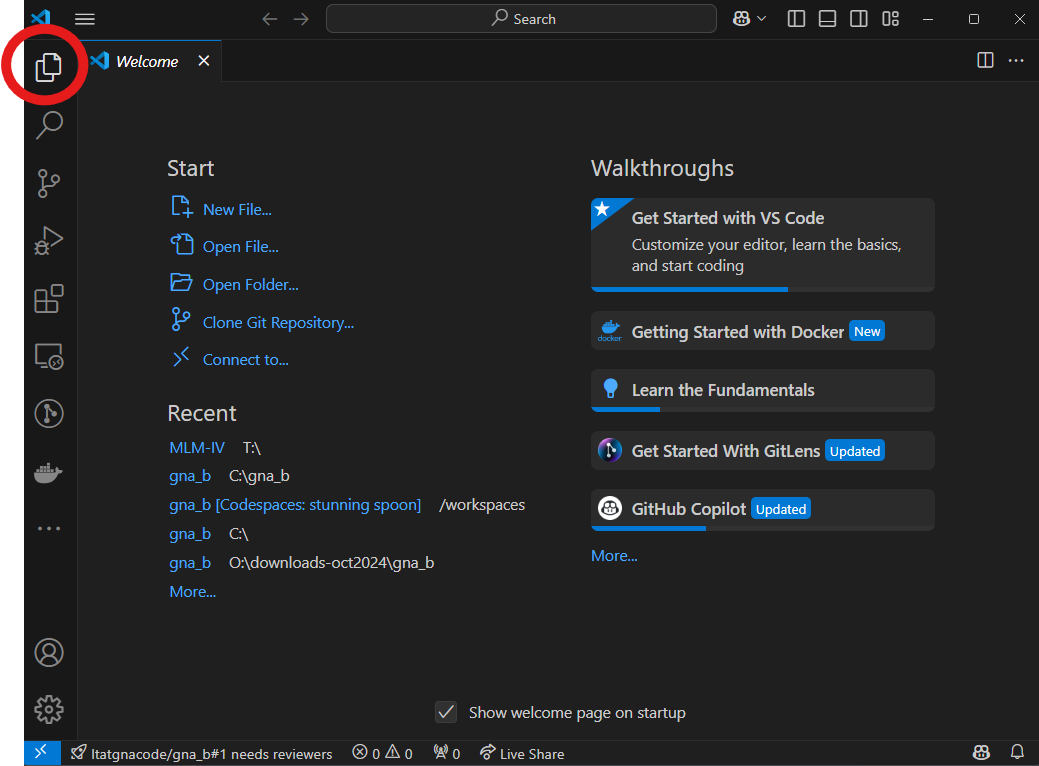 Search
Welcome
Start
New File...
Open File...
Open Folder...
Clone Git Repository...
Connect to...
Recent
MLM-IV T:\
gna_b C:\gna_b
gna_b [Codespaces: stunning spoon] /workspaces
gna_b C:\
gna_b O:\downloads-oct2024\gna_b
More...
Walkthroughs
Get Started with VS Code
Customize your editor, learn the basics,
and start coding
docker
Getting Started with Docker New
Learn the Fundamentals
Get Started With GitLens Updated
GitHub Copilot Updated
More...
Show welcome page on startup
ltatgnacode/gna_b#1 needs reviewers 0 0 0 Live Share